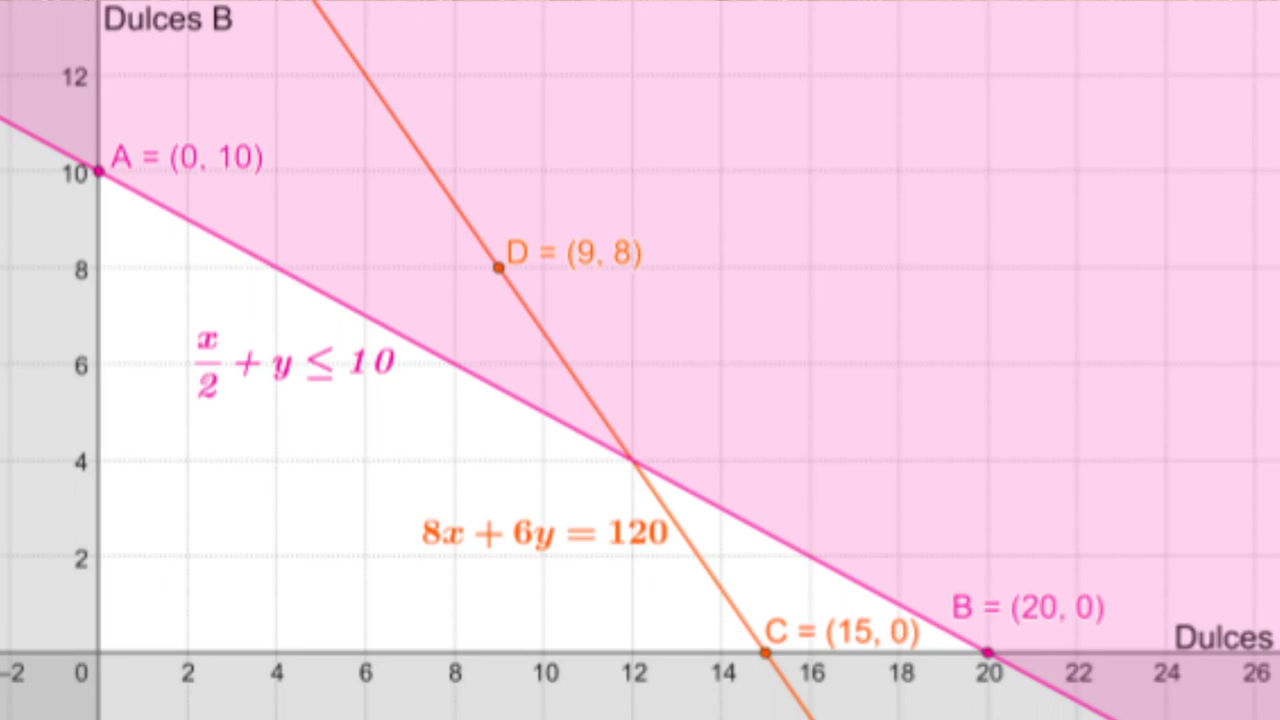 Dulces B
12
A = (0, 10)
10
D = (9, 8)
8
x/2 + y ≤ 10
6
4
8x + 6y = 120
2
B = (20, 0)
C = (15, 0)
Dulces
−2 0 2 4 6 8 10 12 14 16 18 20 22 24 26